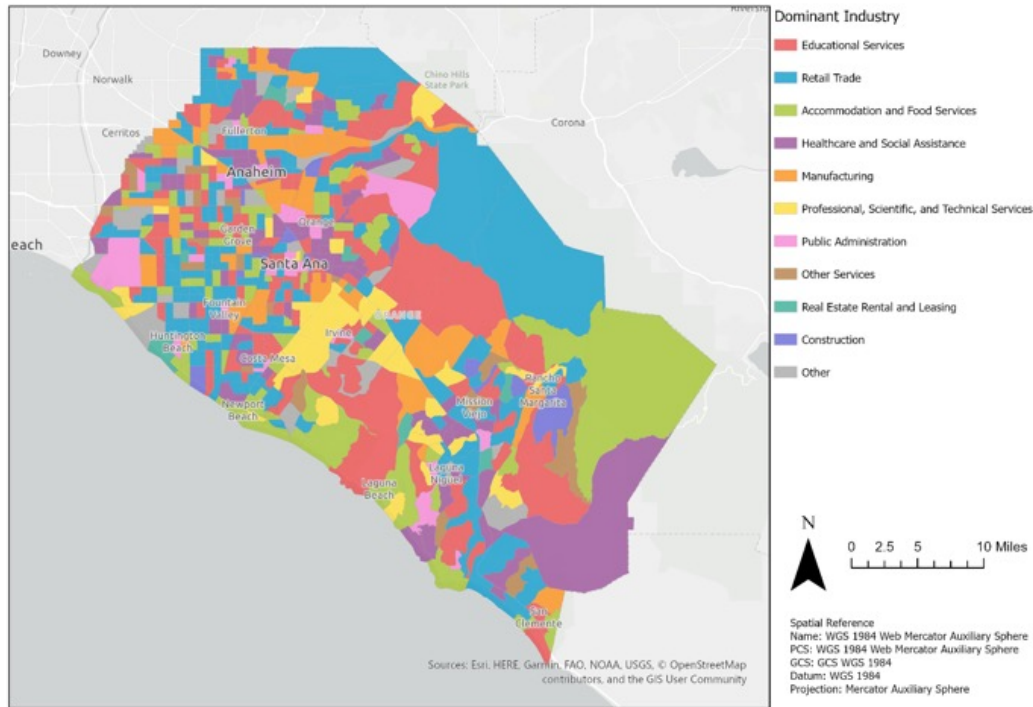 Riverside
Downey
Norwalk
Chino Hills
State Park
Corona
Cerritos
Fullerton
Anaheim
Orange
Garden
Grove
each
Santa Ana
Fountain
Valley
ORANGE
Irvine
Huntington
Beach
Costa Mesa
Rancho
Santa
Margarita
Mission
Viejo
Newport
Beach
Laguna
Niguel
Laguna
Beach
San
Clemente
Sources: Esri, HERE, Garmin, FAO, NOAA, USGS, © OpenStreetMap
contributors, and the GIS User Community
Dominant Industry
Educational Services
Retail Trade
Accommodation and Food Services
Healthcare and Social Assistance
Manufacturing
Professional, Scientific, and Technical Services
Public Administration
Other Services
Real Estate Rental and Leasing
Construction
Other
N
0 2.5 5 10 Miles
Spatial Reference
Name: WGS 1984 Web Mercator Auxiliary Sphere
PCS: WGS 1984 Web Mercator Auxiliary Sphere
GCS: GCS WGS 1984
Datum: WGS 1984
Projection: Mercator Auxiliary Sphere